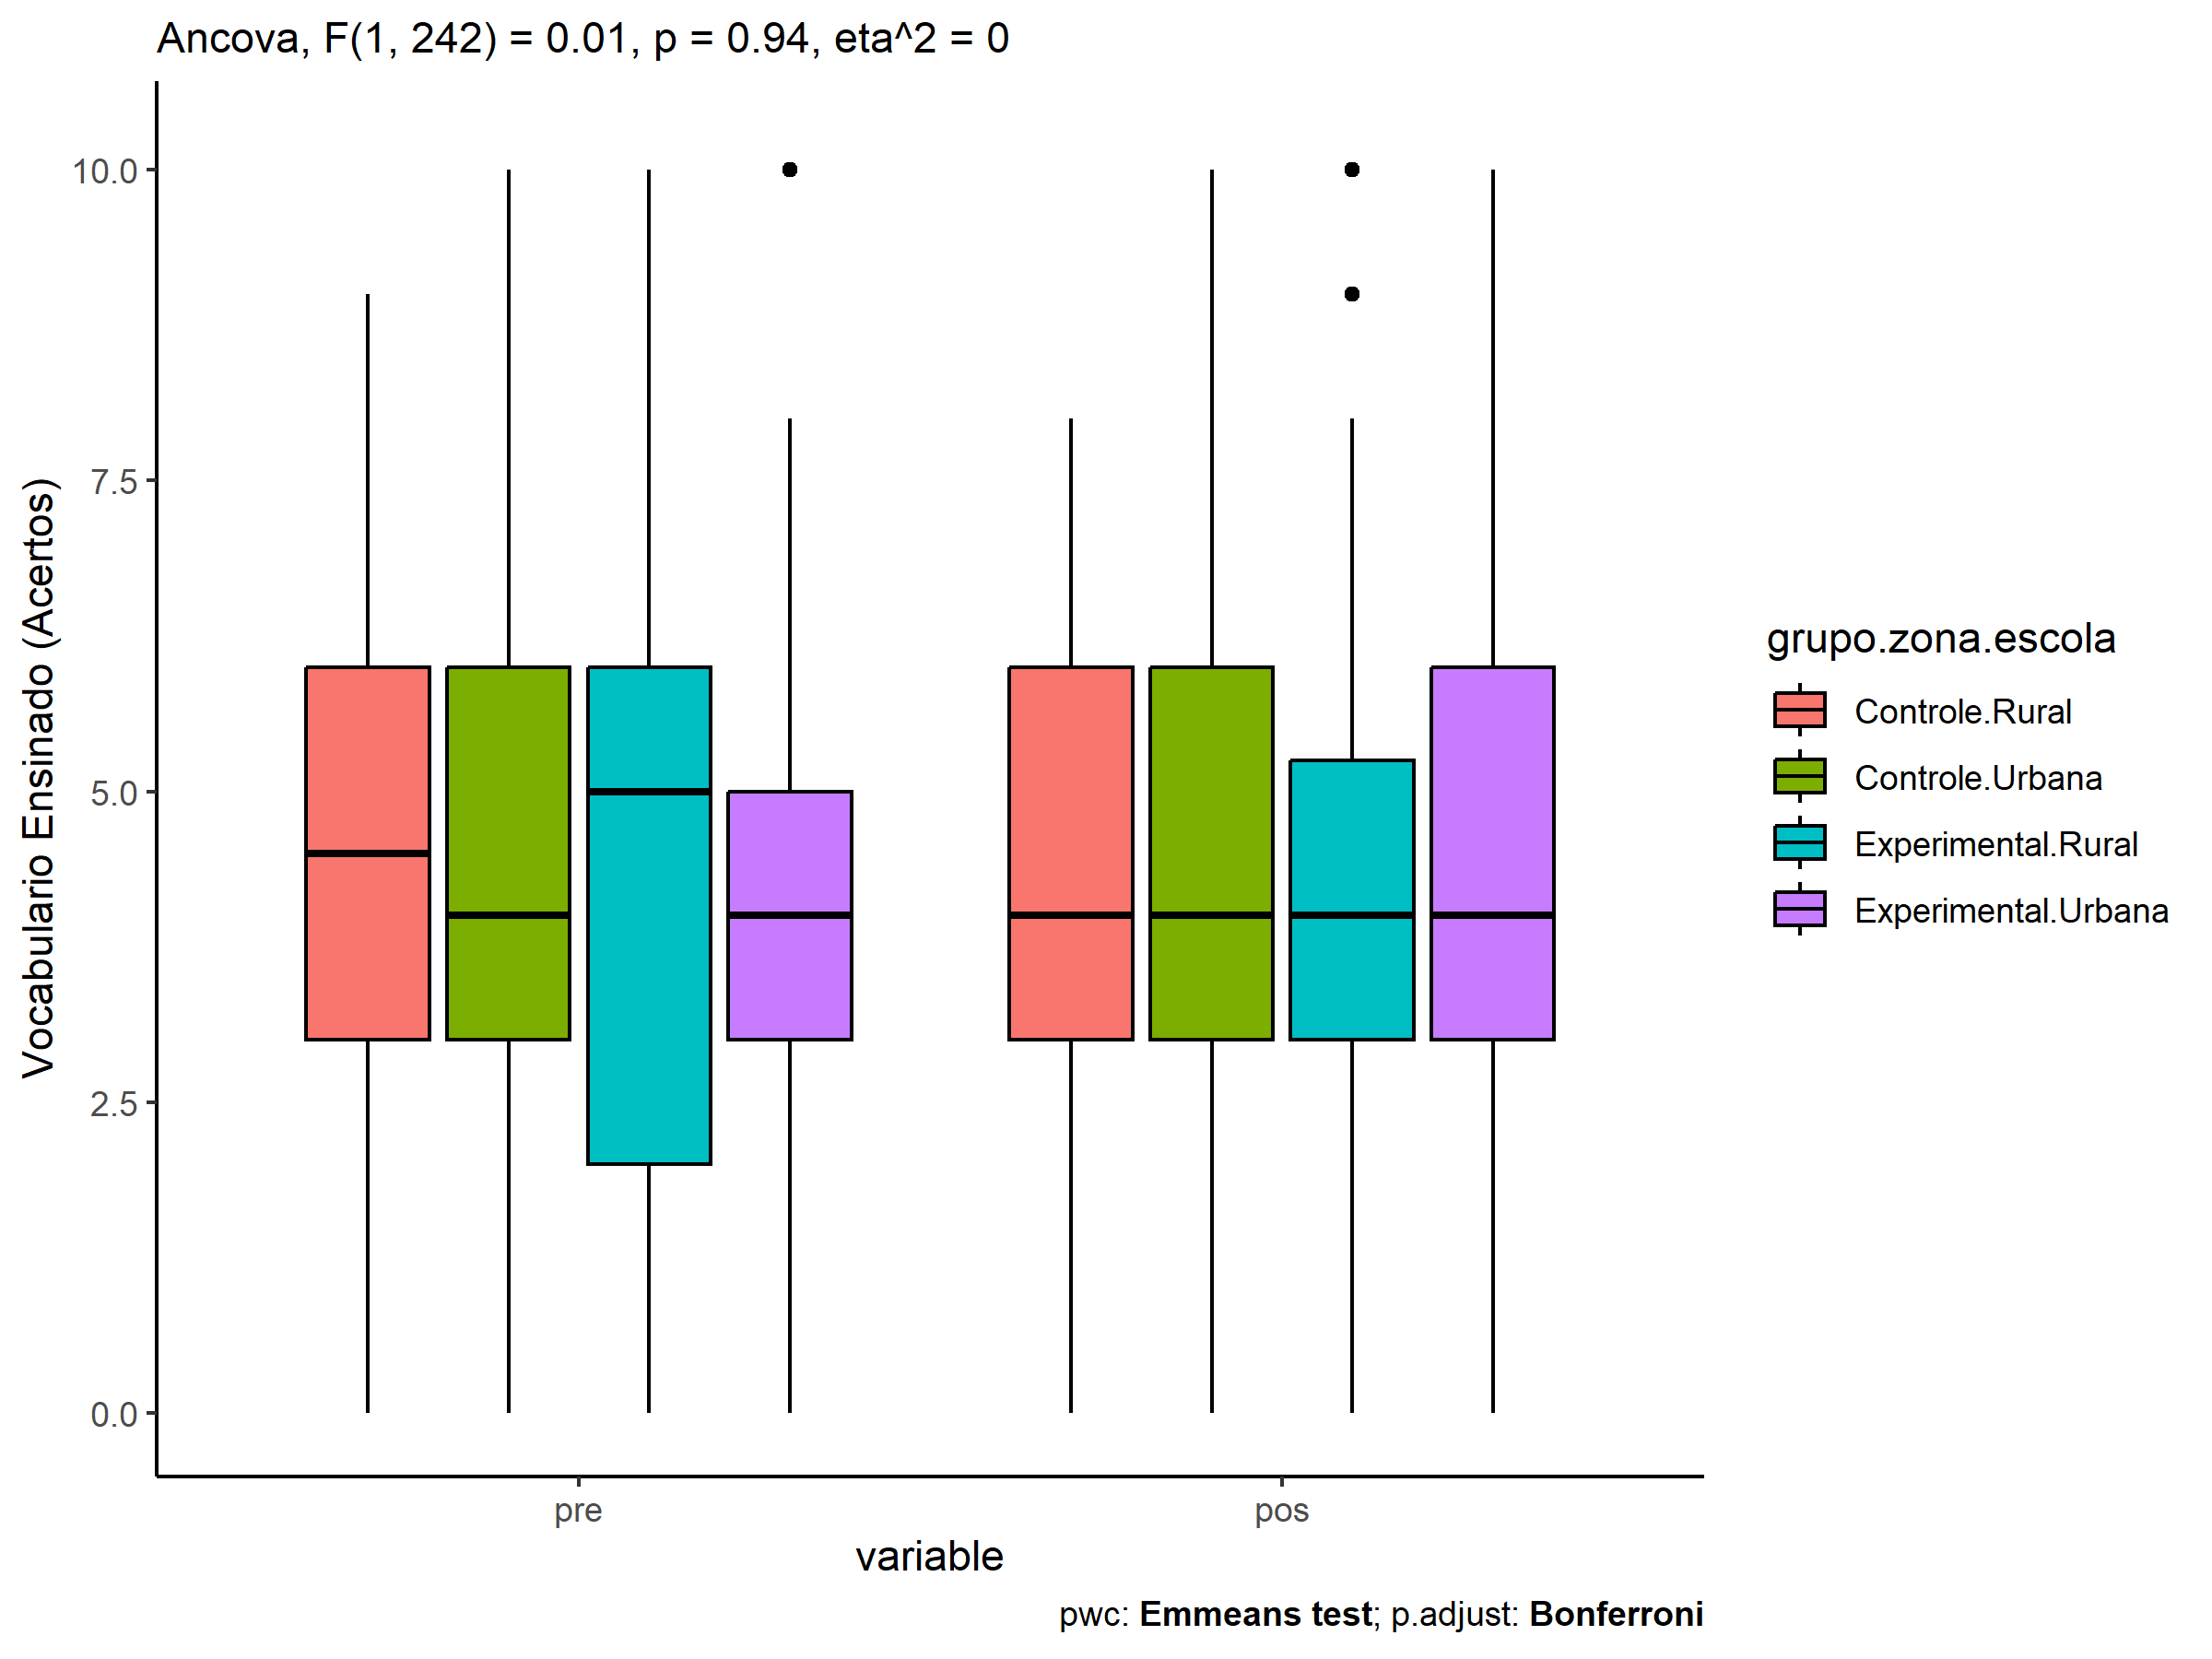 Ancova, F(1, 242) = 0.01, p = 0.94, eta^2 = 0
Vocabulario Ensinado (Acertos)
10.0
7.5
5.0
2.5
0.0
pre
pos
variable
grupo.zona.escola
Controle.Rural
Controle.Urbana
Experimental.Rural
Experimental.Urbana
pwc: Emmeans test; p.adjust: Bonferroni